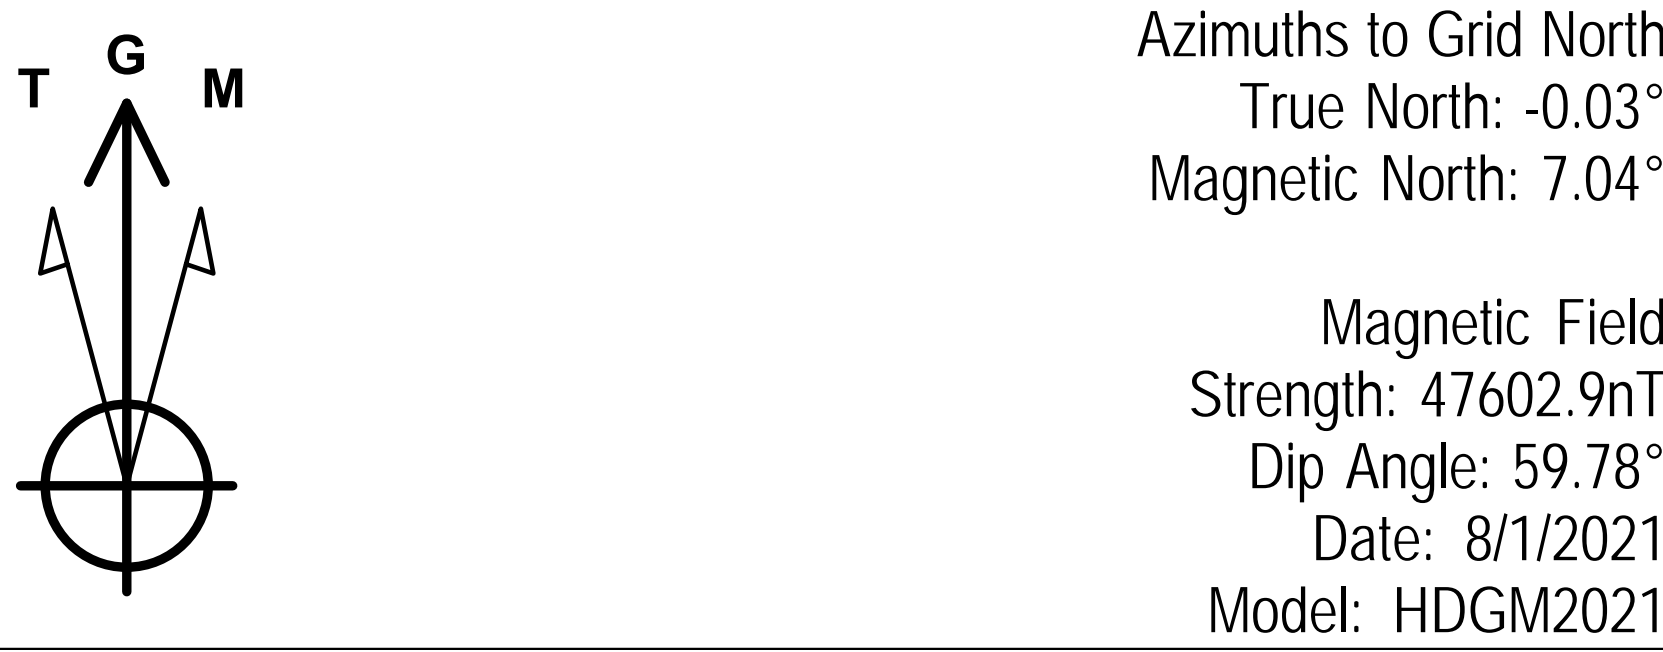 G
T M
Azimuths to Grid North
True North: -0.03°
Magnetic North: 7.04°
Magnetic Field
Strength: 47602.9nT
Dip Angle: 59.78°
Date: 8/1/2021
Model: HDGM2021